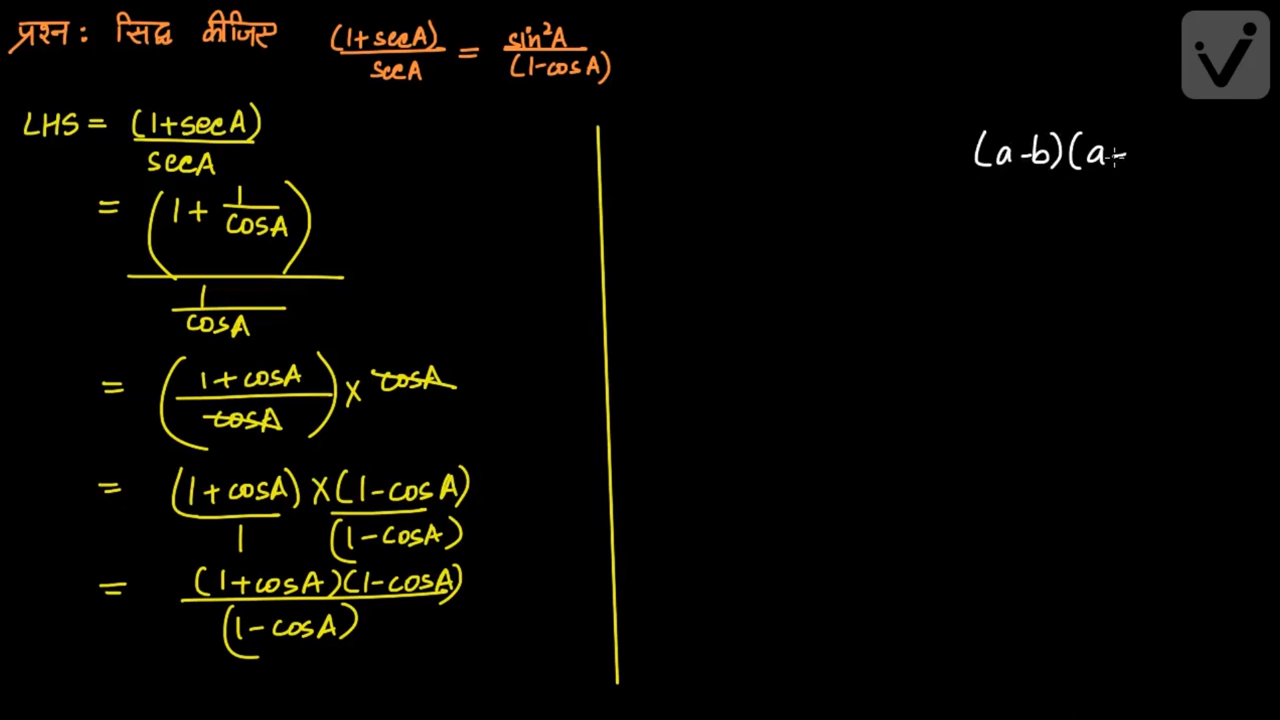 प्रश्न: सिद्ध कीजिए (1+secA)/secA = sin²A/(1-cosA)
LHS = (1+secA)/secA
= (1 + 1/cosA)/(1/cosA)
= ((1+cosA)/cosA) × cosA
= (1+cosA)/1 × (1-cosA)/(1-cosA)
= (1+cosA)(1-cosA)/(1-cosA)
(a-b)(a-